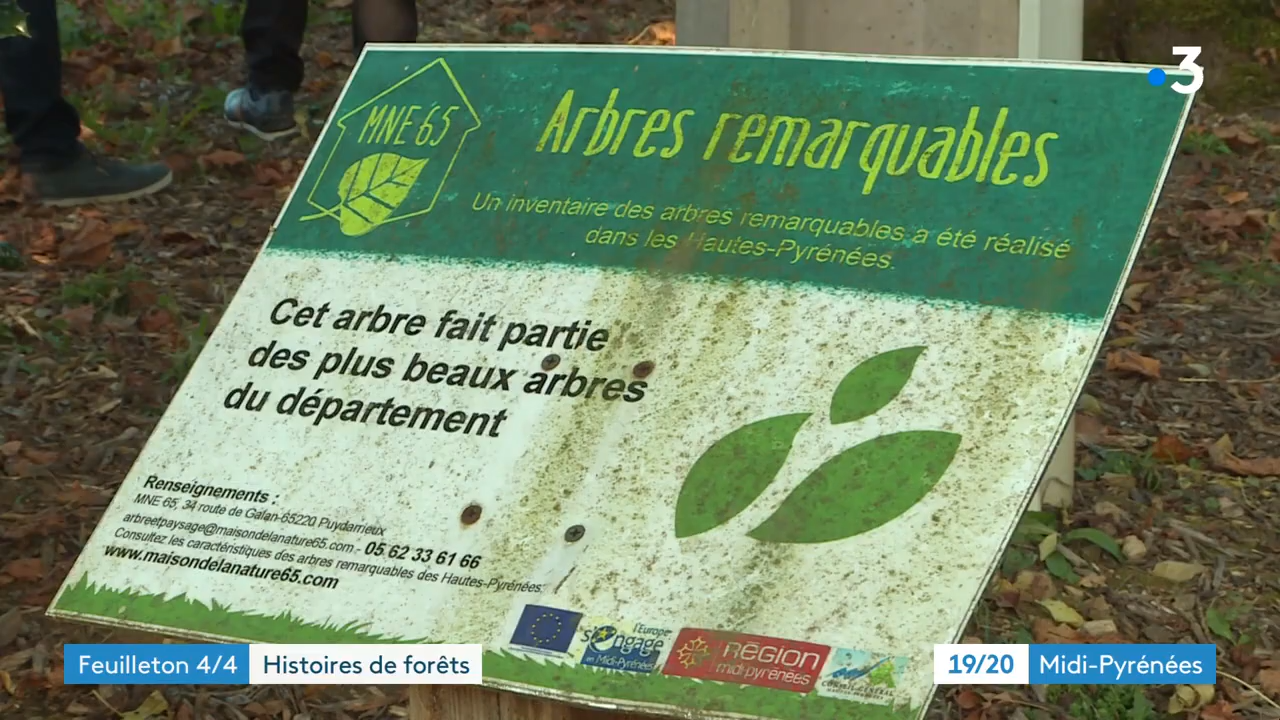 3
MNE 65
Arbres remarquables
Un inventaire des arbres remarquables a été réalisé
dans les Hautes-Pyrénées.
Cet arbre fait partie
des plus beaux arbres
du département
Renseignements :
MNE 65, 34 route de Galan-65220 Puydarrieux
arbreetpaysage@maisondelanature65.com - 05 62 33 61 66
Consultez les caractéristiques des arbres remarquables des Hautes-Pyrénées:
www.maisondelanature65.com
l'Europe
s'engage
en Midi-Pyrénées
RÉGION
midi-pyrénées
Feuilleton 4/4 Histoires de forêts
19/20 Midi-Pyrénées